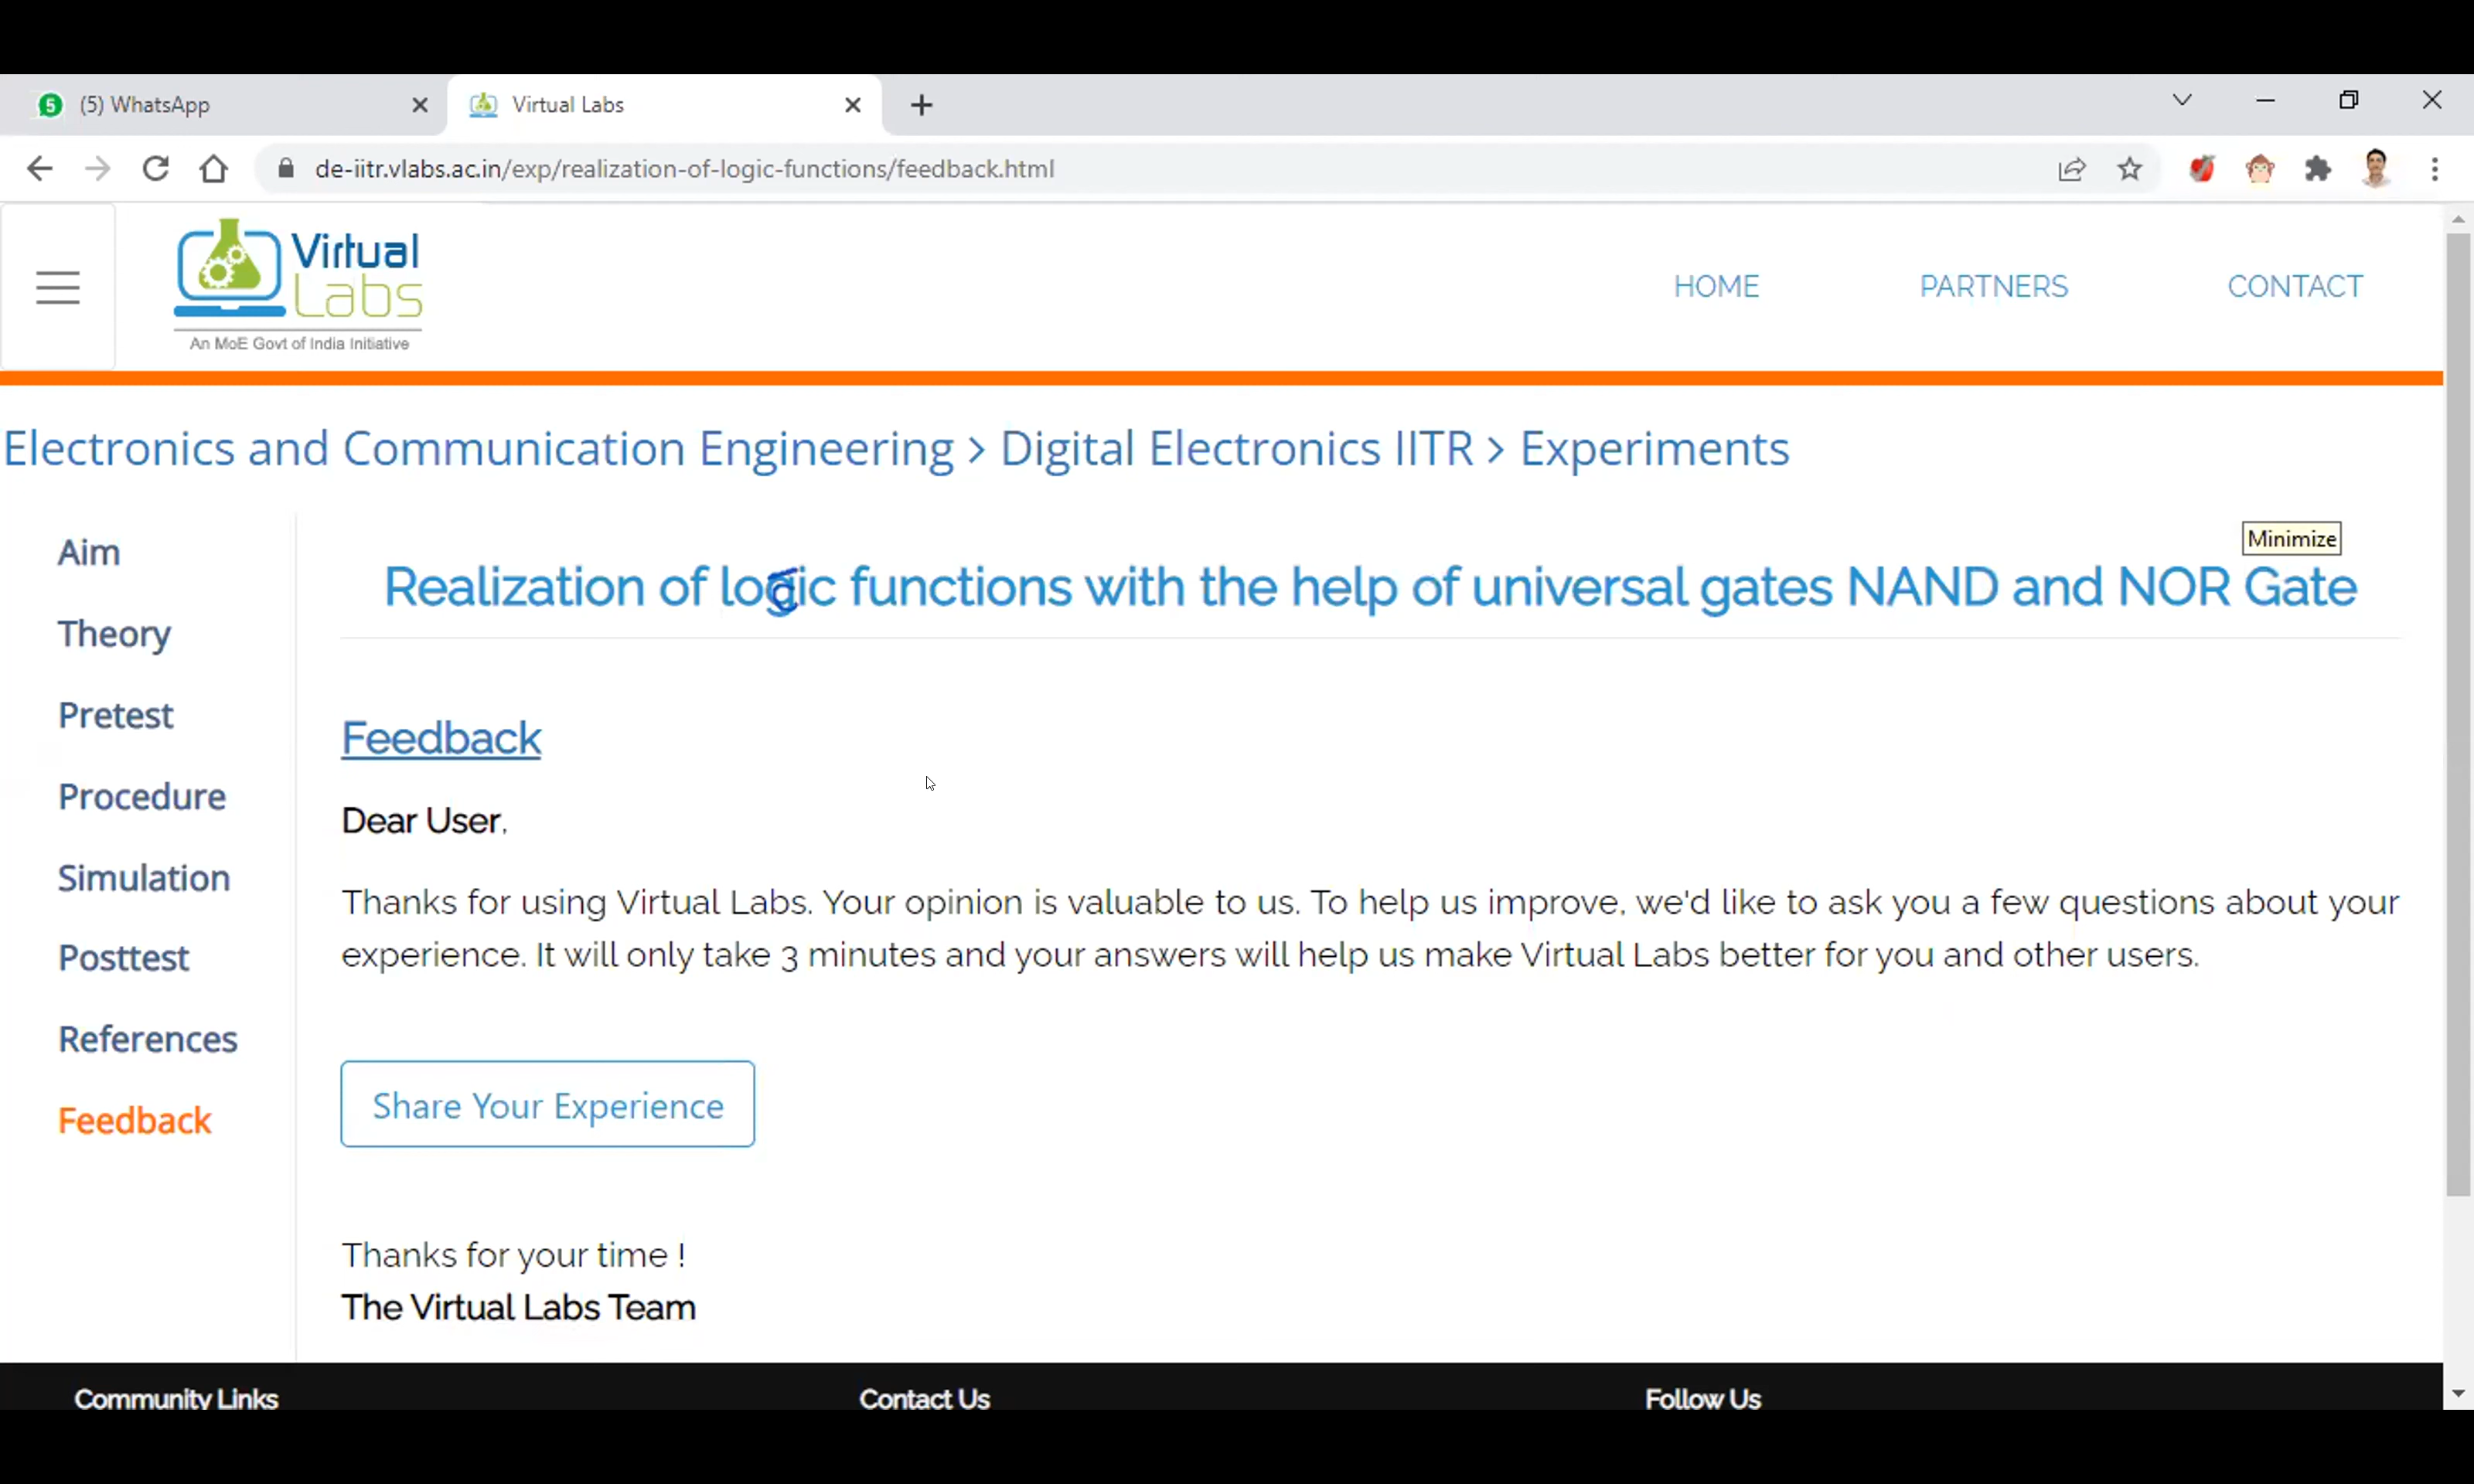 5 (5) WhatsApp Virtual Labs
de-iitr.vlabs.ac.in/exp/realization-of-logic-functions/feedback.html
Virtual
Labs
An MoE Govt of India Initiative
HOME PARTNERS CONTACT
Electronics and Communication Engineering > Digital Electronics IITR > Experiments
Minimize
Realization of logic functions with the help of universal gates NAND and NOR Gate
Aim
Theory
Pretest
Procedure
Simulation
Posttest
References
Feedback
Feedback
Dear User,
Thanks for using Virtual Labs. Your opinion is valuable to us. To help us improve, we'd like to ask you a few questions about your
experience. It will only take 3 minutes and your answers will help us make Virtual Labs better for you and other users.
Share Your Experience
Thanks for your time !
The Virtual Labs Team
Community Links Contact Us Follow Us